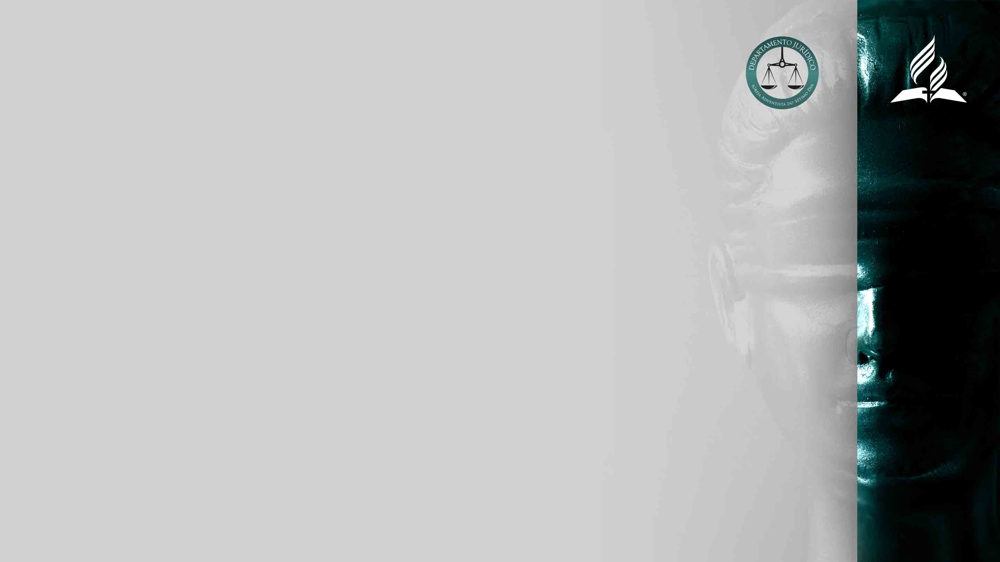 DEPARTAMENTO JURÍDICO
IGREJA ADVENTISTA DO SÉTIMO DIA
®